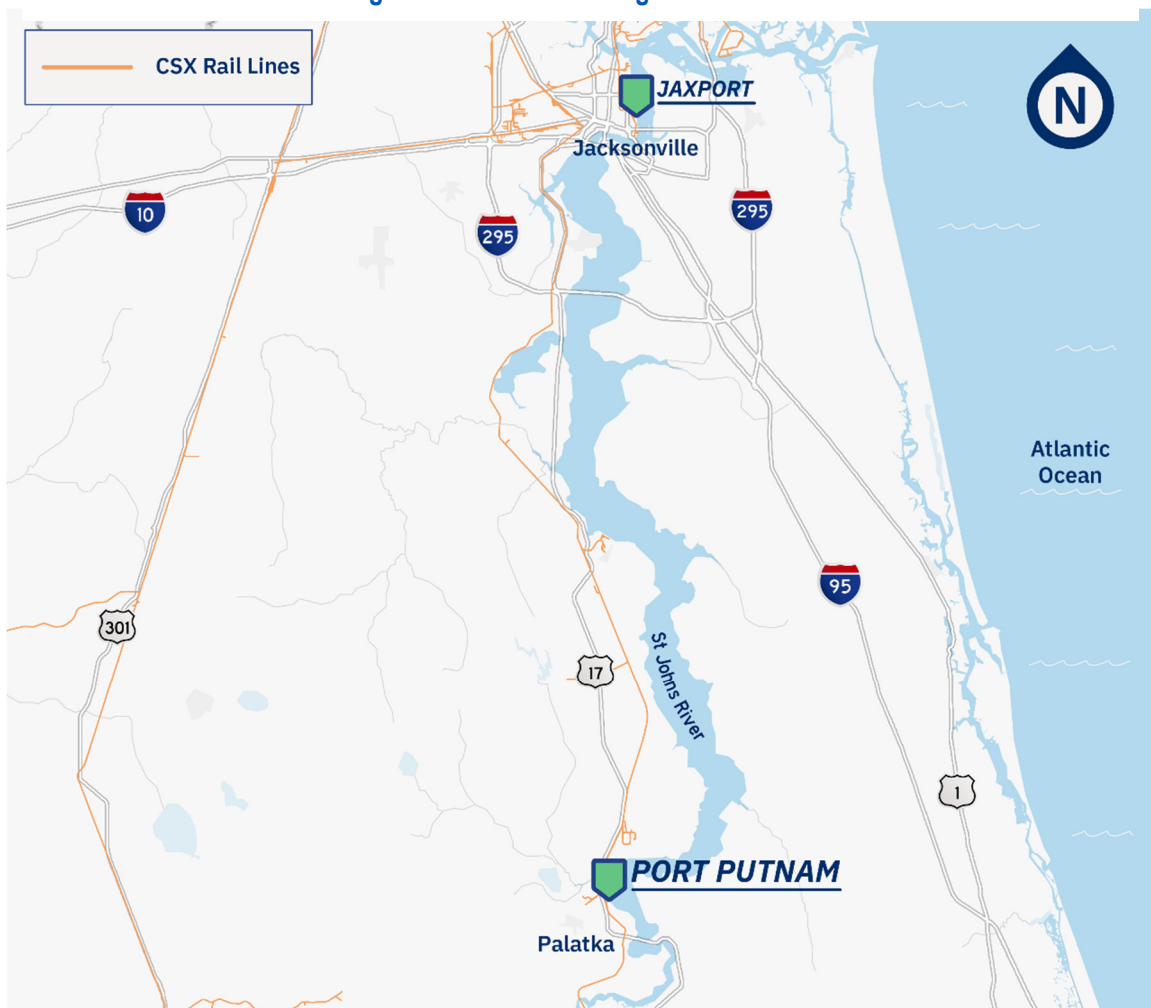 CSX Rail Lines
N
JAXPORT
Jacksonville
10
295
295
Atlantic
Ocean
95
301
St Johns River
17
1
PORT PUTNAM
Palatka